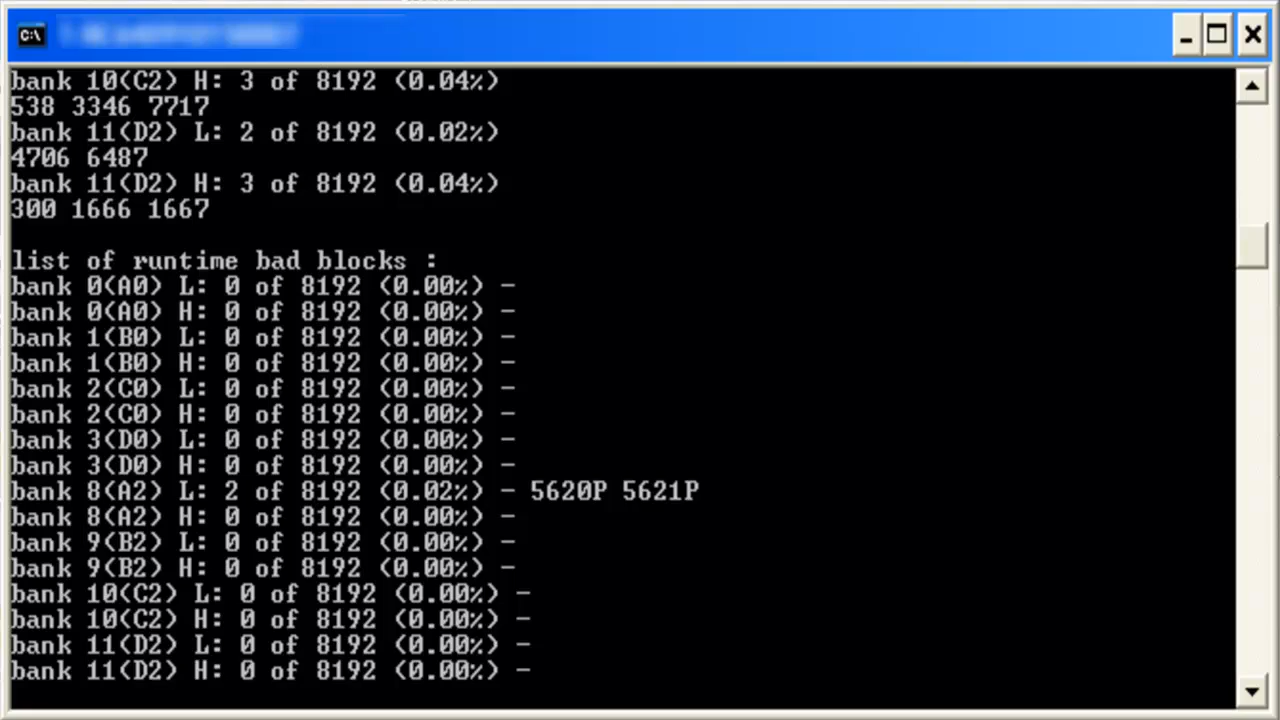 C:\
bank 10(C2) H: 3 of 8192 (0.04%)
538 3346 7717
bank 11(D2) L: 2 of 8192 (0.02%)
4706 6487
bank 11(D2) H: 3 of 8192 (0.04%)
300 1666 1667
list of runtime bad blocks :
bank 0(A0) L: 0 of 8192 (0.00%) -
bank 0(A0) H: 0 of 8192 (0.00%) -
bank 1(B0) L: 0 of 8192 (0.00%) -
bank 1(B0) H: 0 of 8192 (0.00%) -
bank 2(C0) L: 0 of 8192 (0.00%) -
bank 2(C0) H: 0 of 8192 (0.00%) -
bank 3(D0) L: 0 of 8192 (0.00%) -
bank 3(D0) H: 0 of 8192 (0.00%) -
bank 8(A2) L: 2 of 8192 (0.02%) - 5620P 5621P
bank 8(A2) H: 0 of 8192 (0.00%) -
bank 9(B2) L: 0 of 8192 (0.00%) -
bank 9(B2) H: 0 of 8192 (0.00%) -
bank 10(C2) L: 0 of 8192 (0.00%) -
bank 10(C2) H: 0 of 8192 (0.00%) -
bank 11(D2) L: 0 of 8192 (0.00%) -
bank 11(D2) H: 0 of 8192 (0.00%) -